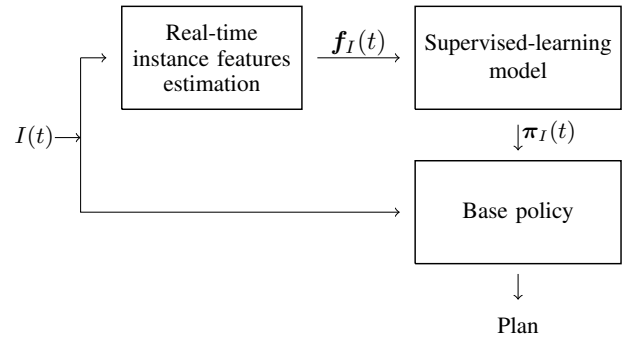 Real-time
instance features
estimation
𝒇_I(t)
Supervised-learning
model
I(t)
𝝅_I(t)
Base policy
Plan